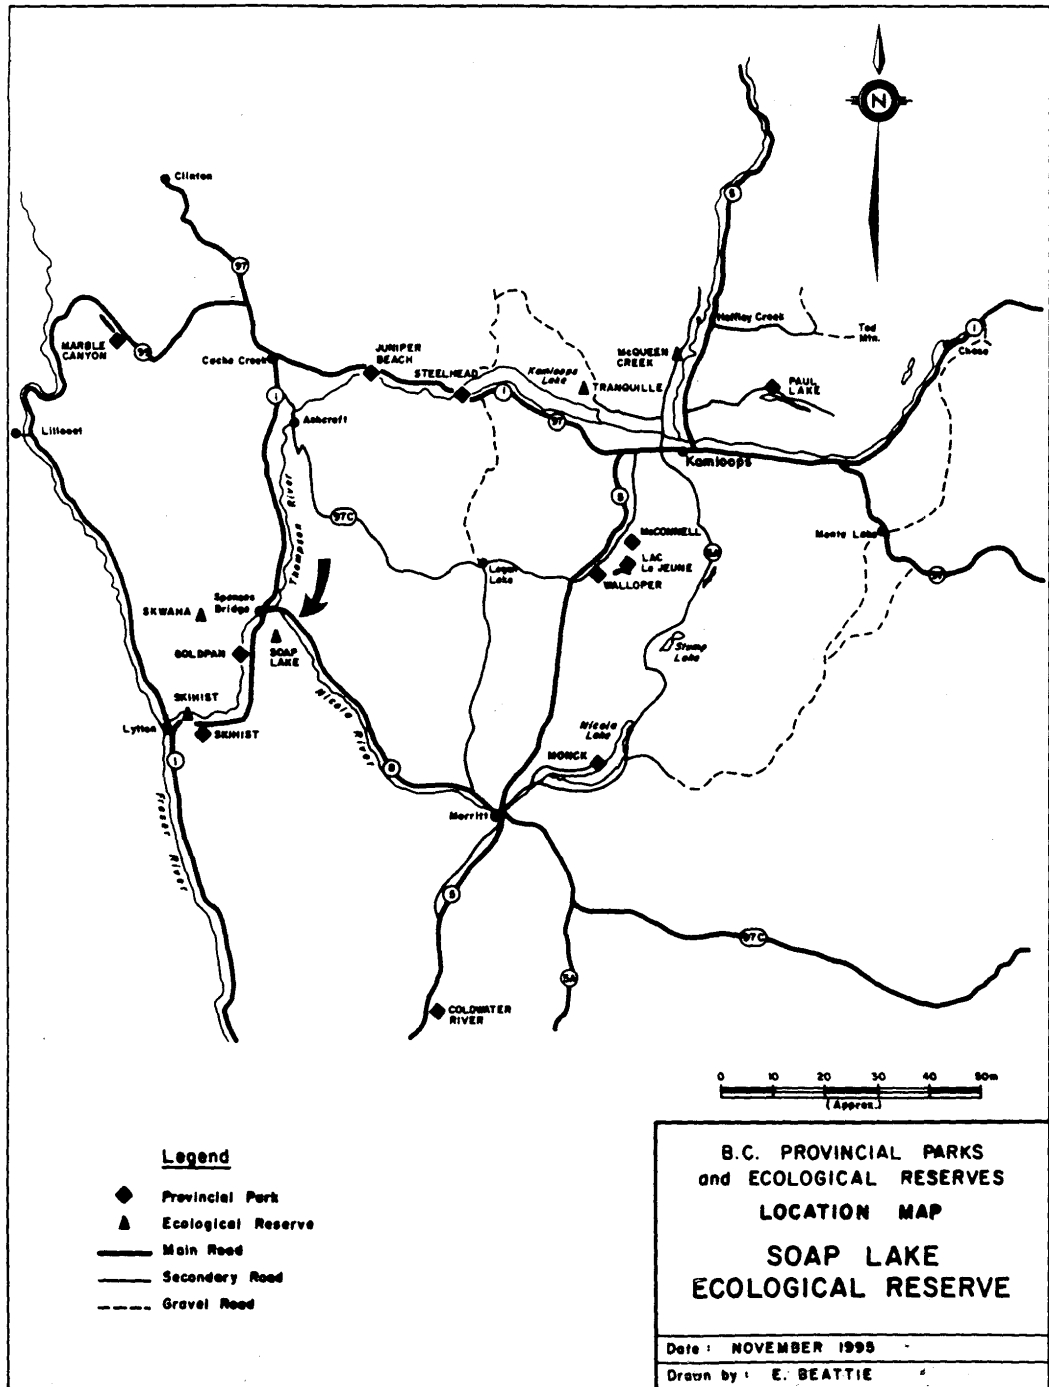 N
Clinton
97
5
MARBLE
CANYON
99
Cache Creek
JUNIPER
BEACH
STEELHEAD
Kamloops
Lake
TRANQUILLE
McQUEEN
CREEK
Heffley Creek
Tod
Mtn.
1
Chase
PAUL
LAKE
1
1
97
Lillooet
Ashcroft
Kamloops
5
97C
Thompson River
McCONNELL
LAC
Le JEUNE
WALLOPER
Logan
Lake
5A
Monte Lake
97
SKWAHA
Spences
Bridge
GOLDPAN
SOAP
LAKE
Stump
Lake
SKIHIST
Lytton
SKIHIST
1
Nicola River
8
Nicola
Lake
MONCK
Merritt
Fraser River
5
97C
5A
COLDWATER
RIVER
0 10 20 30 40 50m
(Approx.)
Legend
Provincial Park
Ecological Reserve
Main Road
Secondary Road
Gravel Road
B.C. PROVINCIAL PARKS
and ECOLOGICAL RESERVES
LOCATION MAP
SOAP LAKE
ECOLOGICAL RESERVE
Date : NOVEMBER 1995
Drawn by : E. BEATTIE